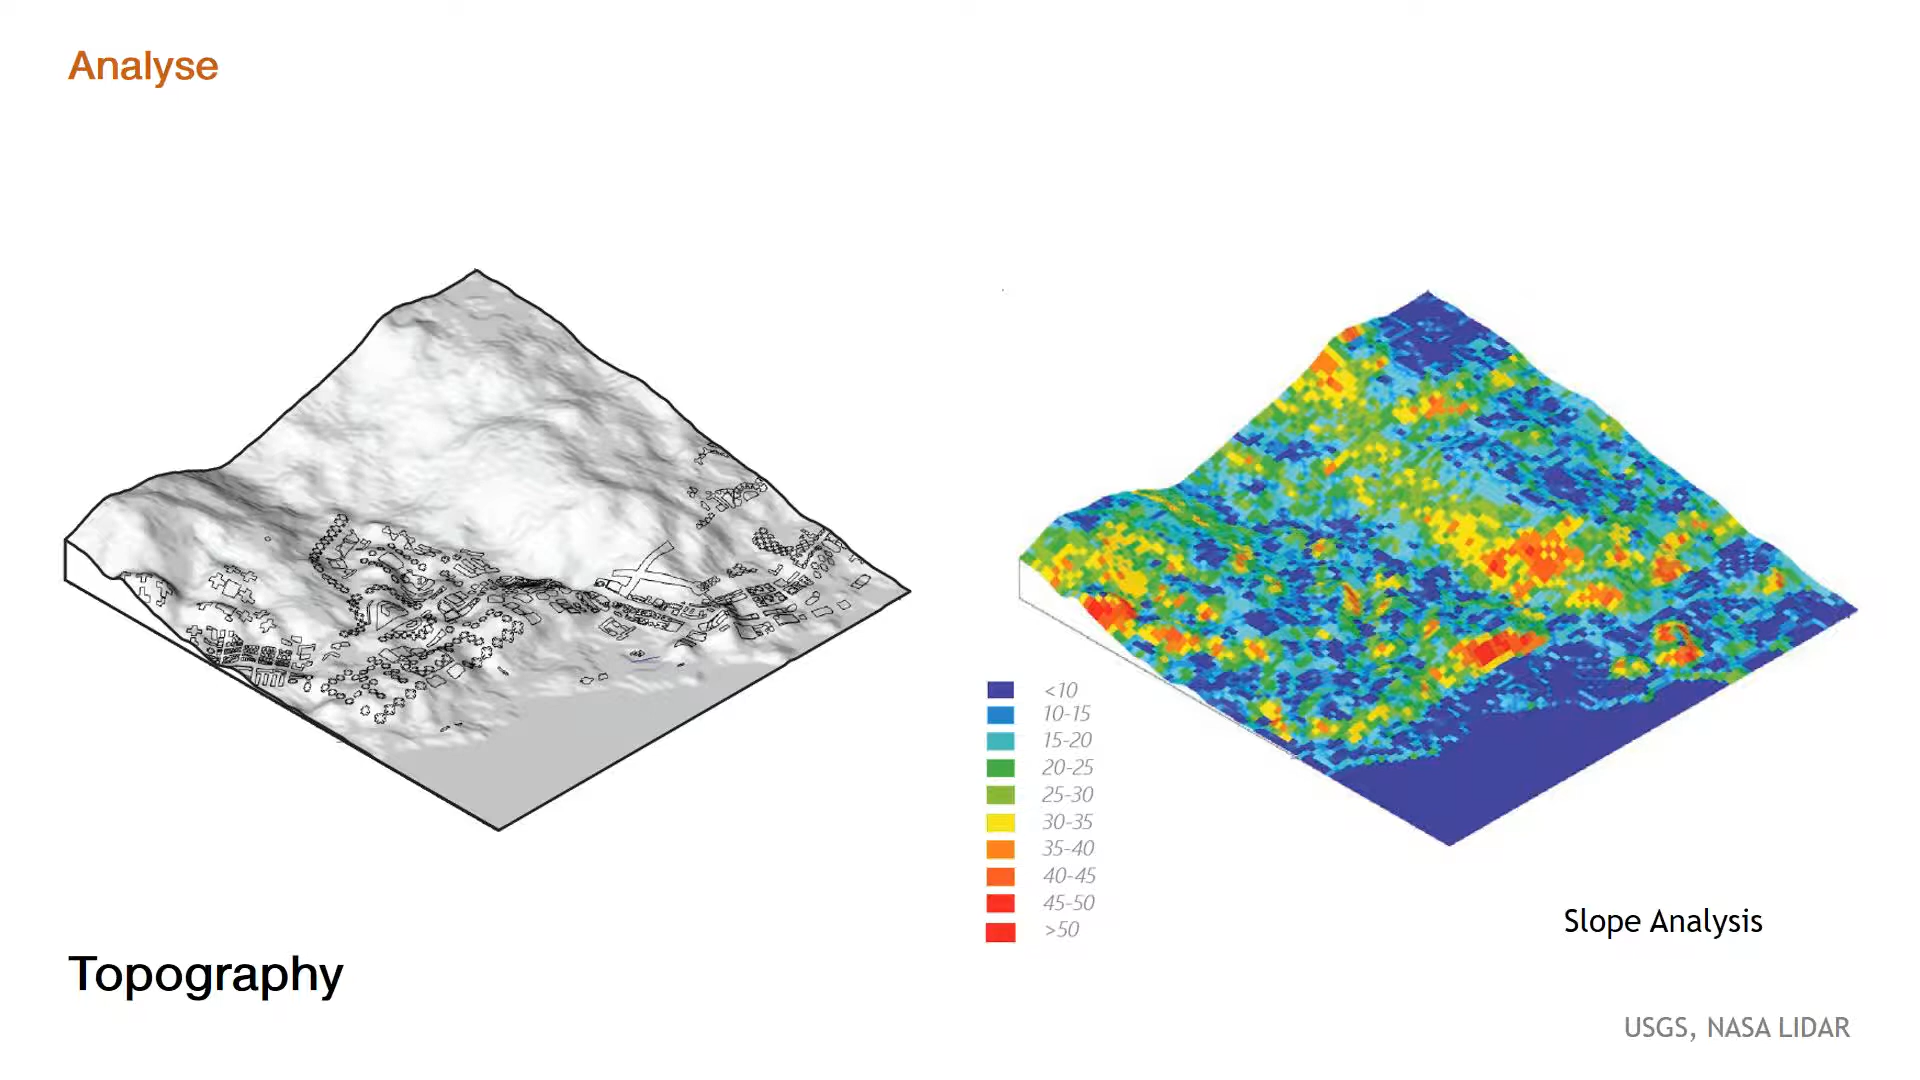 Analyse
<10
10-15
15-20
20-25
25-30
30-35
35-40
40-45
45-50
>50
Slope Analysis
Topography
USGS, NASA LIDAR